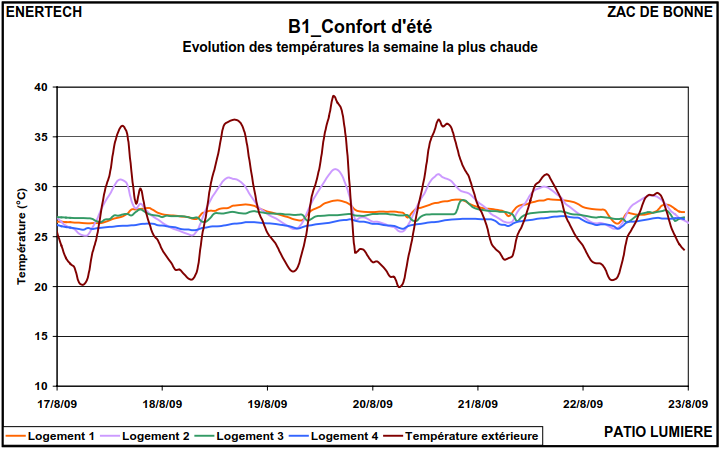 ENERTECH
ZAC DE BONNE
B1_Confort d'été
Evolution des températures la semaine la plus chaude
Température (°C)
40
35
30
25
20
15
10
17/8/09 18/8/09 19/8/09 20/8/09 21/8/09 22/8/09 23/8/09
Logement 1 Logement 2 Logement 3 Logement 4 Température extérieure
PATIO LUMIERE